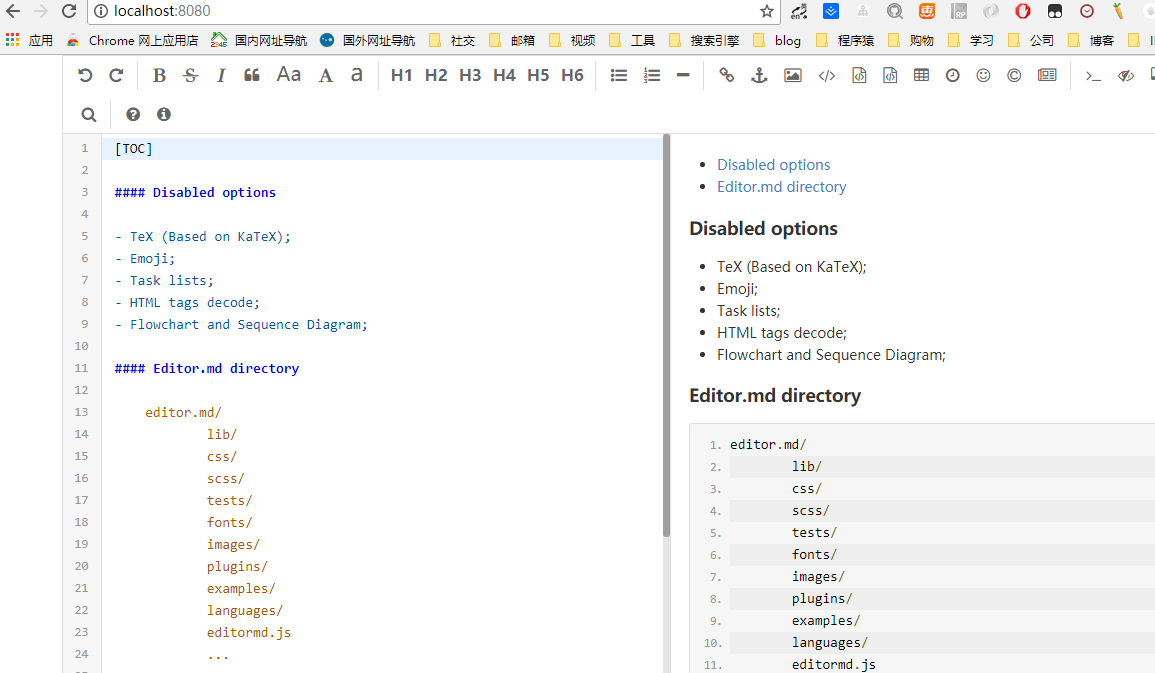 localhost:8080
应用 Chrome 网上应用店 国内网址导航 国外网址导航 社交 邮箱 视频 工具 搜索引擎 blog 程序猿 购物 学习 公司 博客
B S I Aa A a H1 H2 H3 H4 H5 H6
1 [TOC]
2
3 #### Disabled options
4
5 - TeX (Based on KaTeX);
6 - Emoji;
7 - Task lists;
8 - HTML tags decode;
9 - Flowchart and Sequence Diagram;
10
11 #### Editor.md directory
12
13 editor.md/
14 lib/
15 css/
16 scss/
17 tests/
18 fonts/
19 images/
20 plugins/
21 examples/
22 languages/
23 editormd.js
24 ...
• Disabled options
• Editor.md directory
Disabled options
• TeX (Based on KaTeX);
• Emoji;
• Task lists;
• HTML tags decode;
• Flowchart and Sequence Diagram;
Editor.md directory
1. editor.md/
2. lib/
3. css/
4. scss/
5. tests/
6. fonts/
7. images/
8. plugins/
9. examples/
10. languages/
11. editormd.js